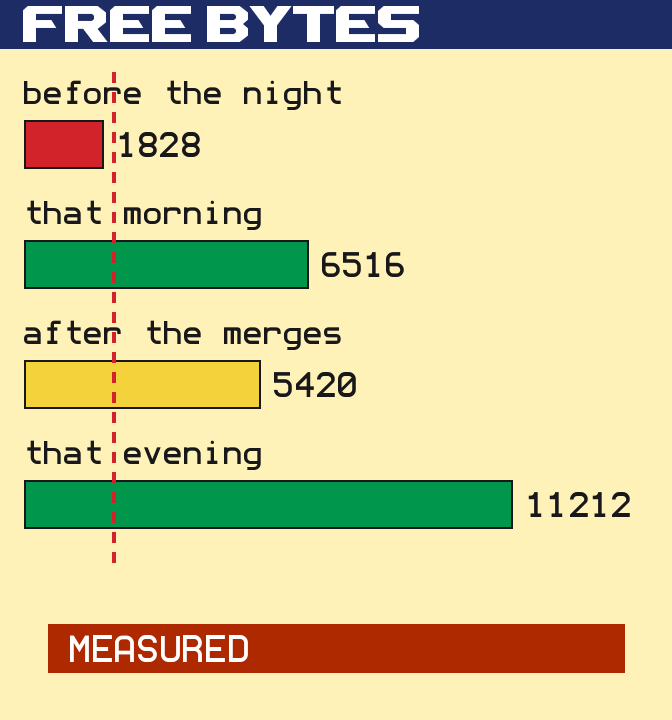 FREE BYTES
before the night
1828
that morning
6516
after the merges
5420
that evening
11212
MEASURED